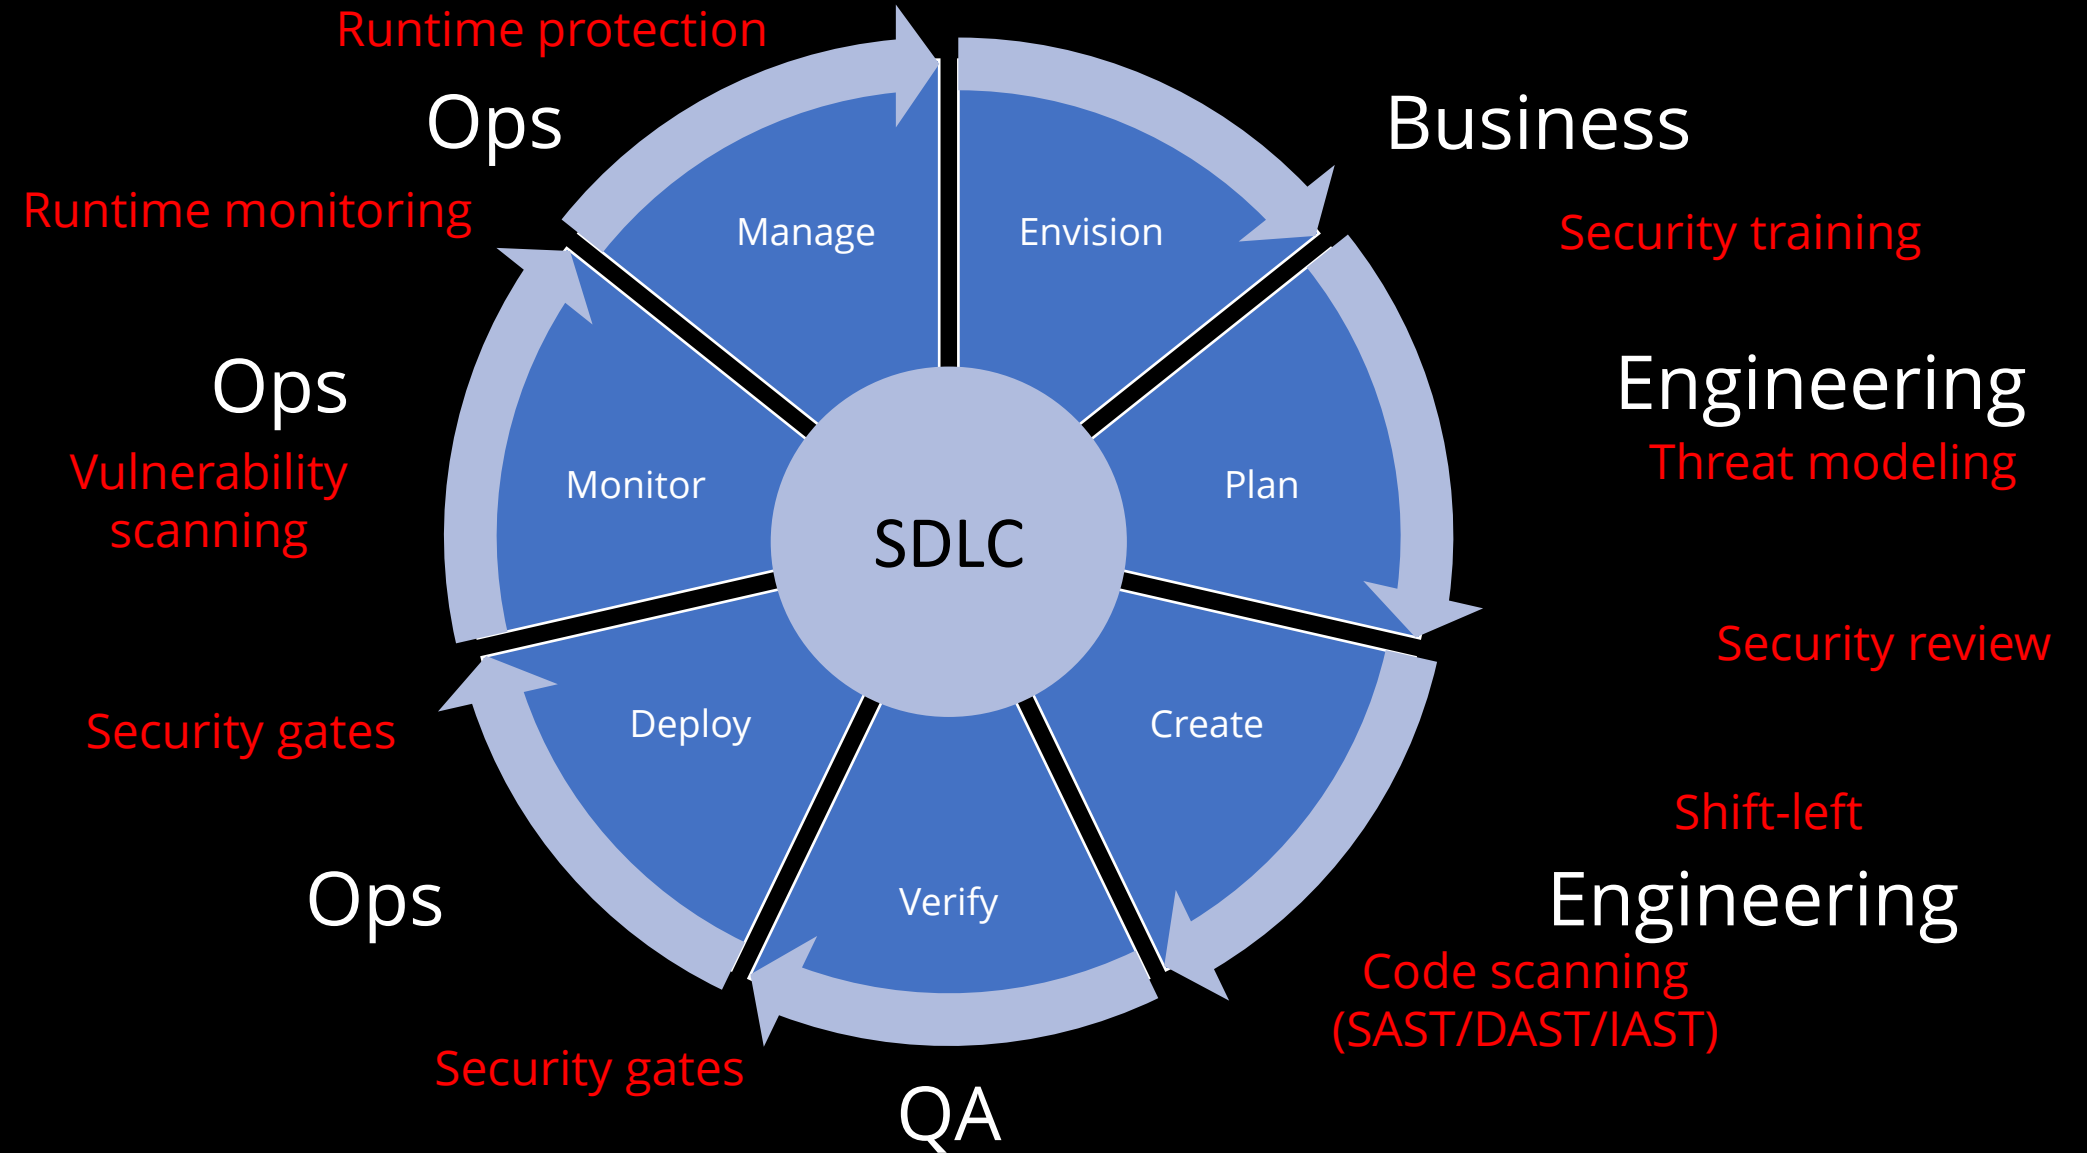 Runtime protection
Ops
Business
Runtime monitoring
Manage
Envision
Security training
Ops
Engineering
Vulnerability
scanning
Monitor
Plan
Threat modeling
SDLC
Security review
Security gates
Deploy
Create
Shift-left
Ops
Verify
Engineering
Code scanning
(SAST/DAST/IAST)
Security gates
QA